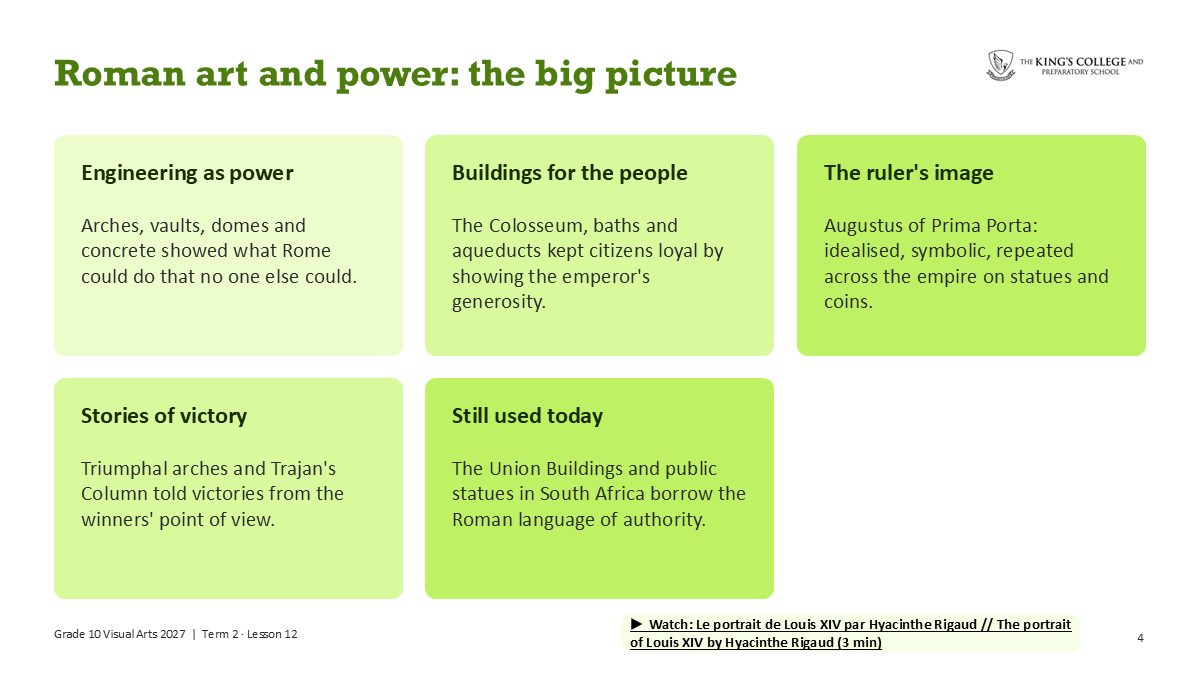 Roman art and power: the big picture
THE KING'S COLLEGE AND
PREPARATORY SCHOOL
Engineering as power
Arches, vaults, domes and
concrete showed what Rome
could do that no one else could.
Buildings for the people
The Colosseum, baths and
aqueducts kept citizens loyal by
showing the emperor's
generosity.
The ruler's image
Augustus of Prima Porta:
idealised, symbolic, repeated
across the empire on statues and
coins.
Stories of victory
Triumphal arches and Trajan's
Column told victories from the
winners' point of view.
Still used today
The Union Buildings and public
statues in South Africa borrow the
Roman language of authority.
Grade 10 Visual Arts 2027 | Term 2 · Lesson 12
▶ Watch: Le portrait de Louis XIV par Hyacinthe Rigaud // The portrait
of Louis XIV by Hyacinthe Rigaud (3 min)
4